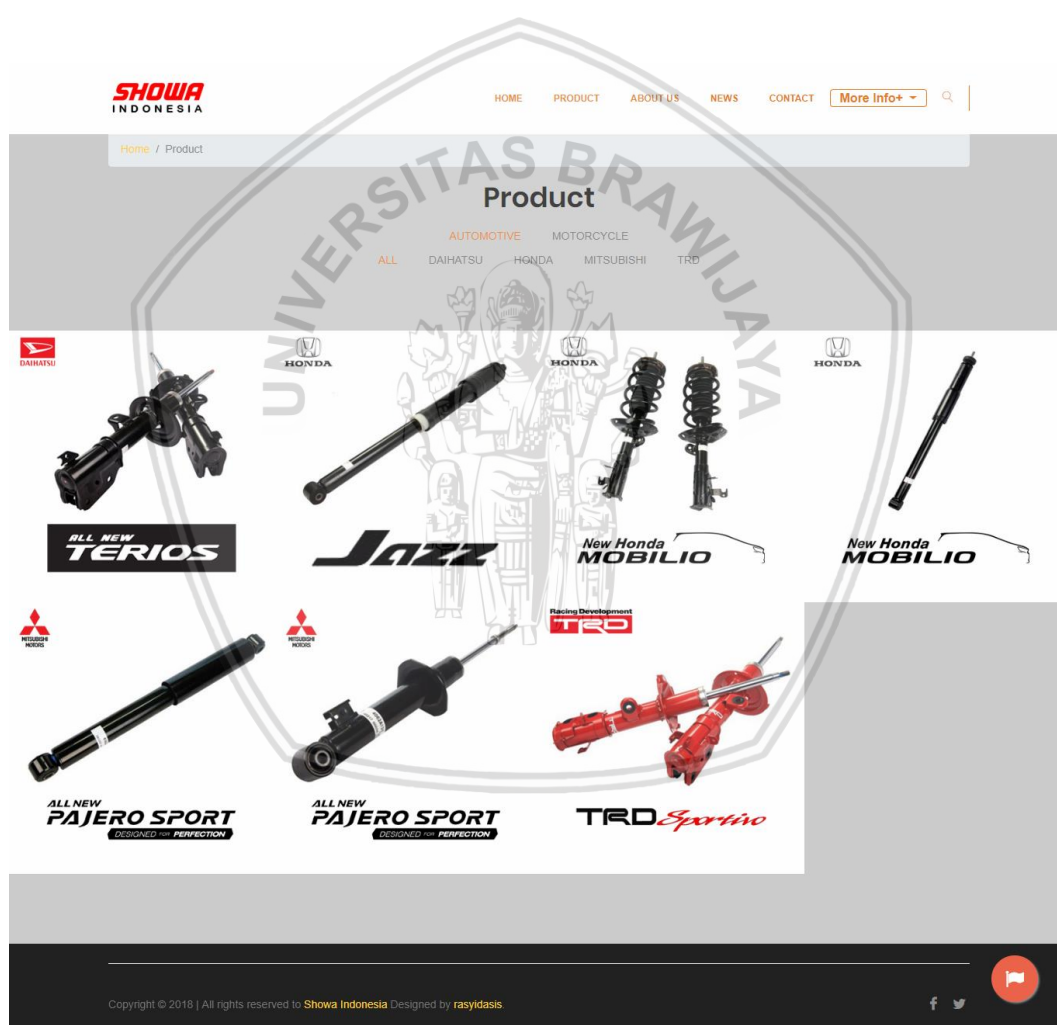 SHOWA
INDONESIA
HOME PRODUCT ABOUT US NEWS CONTACT More Info+
Home / Product
UNIVERSITAS BRAWIJAYA
Product
AUTOMOTIVE MOTORCYCLE
ALL DAIHATSU HONDA MITSUBISHI TRD
DAIHATSU
HONDA
HONDA
HONDA
ALL NEW
TERIOS
Jazz
New Honda
MOBILIO
New Honda
MOBILIO
MITSUBISHI
MOTORS
MITSUBISHI
MOTORS
Racing Development
TRD
ALL NEW
PAJERO SPORT
DESIGNED FOR PERFECTION
ALL NEW
PAJERO SPORT
DESIGNED FOR PERFECTION
TRD Sportivo
Copyright © 2018 | All rights reserved to Showa Indonesia Designed by rasyidasis.